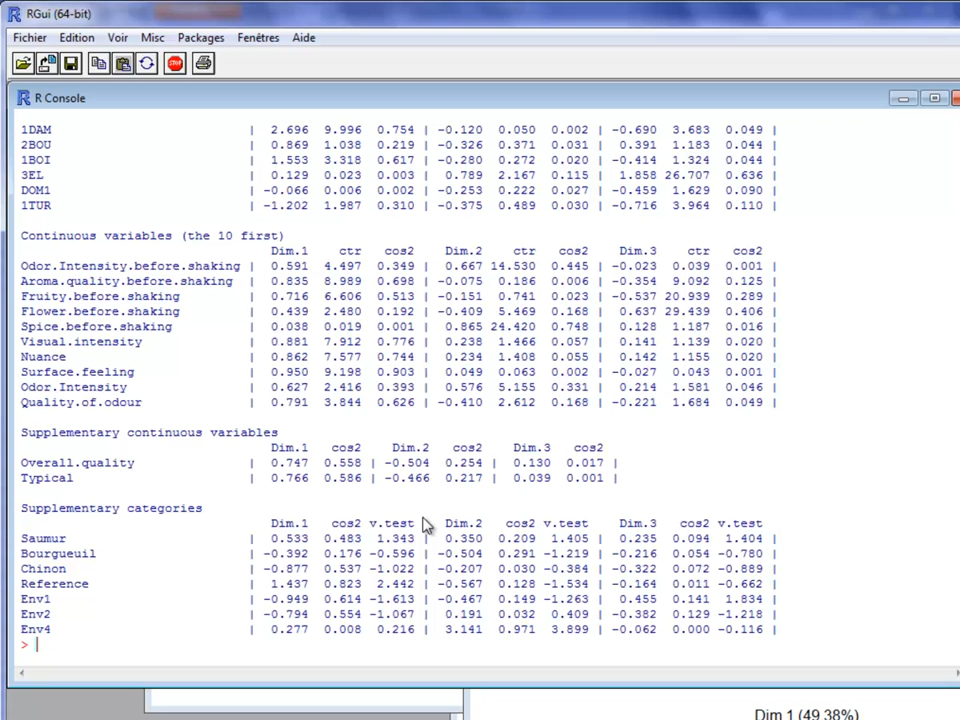 RGui (64-bit)
Fichier Edition Voir Misc Packages Fenêtres Aide
STOP
R Console
1DAM | 2.696 9.996 0.754 | -0.120 0.050 0.002 | -0.690 3.683 0.049 |
2BOU | 0.869 1.038 0.219 | -0.326 0.371 0.031 | 0.391 1.183 0.044 |
1BOI | 1.553 3.318 0.617 | -0.280 0.272 0.020 | -0.414 1.324 0.044 |
3EL | 0.129 0.023 0.003 | 0.789 2.167 0.115 | 1.858 26.707 0.636 |
DOM1 | -0.066 0.006 0.002 | -0.253 0.222 0.027 | -0.459 1.629 0.090 |
1TUR | -1.202 1.987 0.310 | -0.375 0.489 0.030 | -0.716 3.964 0.110 |
Continuous variables (the 10 first)
Dim.1 ctr cos2 Dim.2 ctr cos2 Dim.3 ctr cos2
Odor.Intensity.before.shaking | 0.591 4.497 0.349 | 0.667 14.530 0.445 | -0.023 0.039 0.001 |
Aroma.quality.before.shaking | 0.835 8.989 0.698 | -0.075 0.186 0.006 | -0.354 9.092 0.125 |
Fruity.before.shaking | 0.716 6.606 0.513 | -0.151 0.741 0.023 | -0.537 20.939 0.289 |
Flower.before.shaking | 0.439 2.480 0.192 | -0.409 5.469 0.168 | 0.637 29.439 0.406 |
Spice.before.shaking | 0.038 0.019 0.001 | 0.865 24.420 0.748 | 0.128 1.187 0.016 |
Visual.intensity | 0.881 7.912 0.776 | 0.238 1.466 0.057 | 0.141 1.139 0.020 |
Nuance | 0.862 7.577 0.744 | 0.234 1.408 0.055 | 0.142 1.155 0.020 |
Surface.feeling | 0.950 9.198 0.903 | 0.049 0.063 0.002 | -0.027 0.043 0.001 |
Odor.Intensity | 0.627 2.416 0.393 | 0.576 5.155 0.331 | 0.214 1.581 0.046 |
Quality.of.odour | 0.791 3.844 0.626 | -0.410 2.612 0.168 | -0.221 1.684 0.049 |
Supplementary continuous variables
Dim.1 cos2 Dim.2 cos2 Dim.3 cos2
Overall.quality | 0.747 0.558 | -0.504 0.254 | 0.130 0.017 |
Typical | 0.766 0.586 | -0.466 0.217 | 0.039 0.001 |
Supplementary categories
Dim.1 cos2 v.test Dim.2 cos2 v.test Dim.3 cos2 v.test
Saumur | 0.533 0.483 1.343 | 0.350 0.209 1.405 | 0.235 0.094 1.404 |
Bourgueuil | -0.392 0.176 -0.596 | -0.504 0.291 -1.219 | -0.216 0.054 -0.780 |
Chinon | -0.877 0.537 -1.022 | -0.207 0.030 -0.384 | -0.322 0.072 -0.889 |
Reference | 1.437 0.823 2.442 | -0.567 0.128 -1.534 | -0.164 0.011 -0.662 |
Env1 | -0.949 0.614 -1.613 | -0.467 0.149 -1.263 | 0.455 0.141 1.834 |
Env2 | -0.794 0.554 -1.067 | 0.191 0.032 0.409 | -0.382 0.129 -1.218 |
Env4 | 0.277 0.008 0.216 | 3.141 0.971 3.899 | -0.062 0.000 -0.116 |
>
Dim 1 (49.38%)